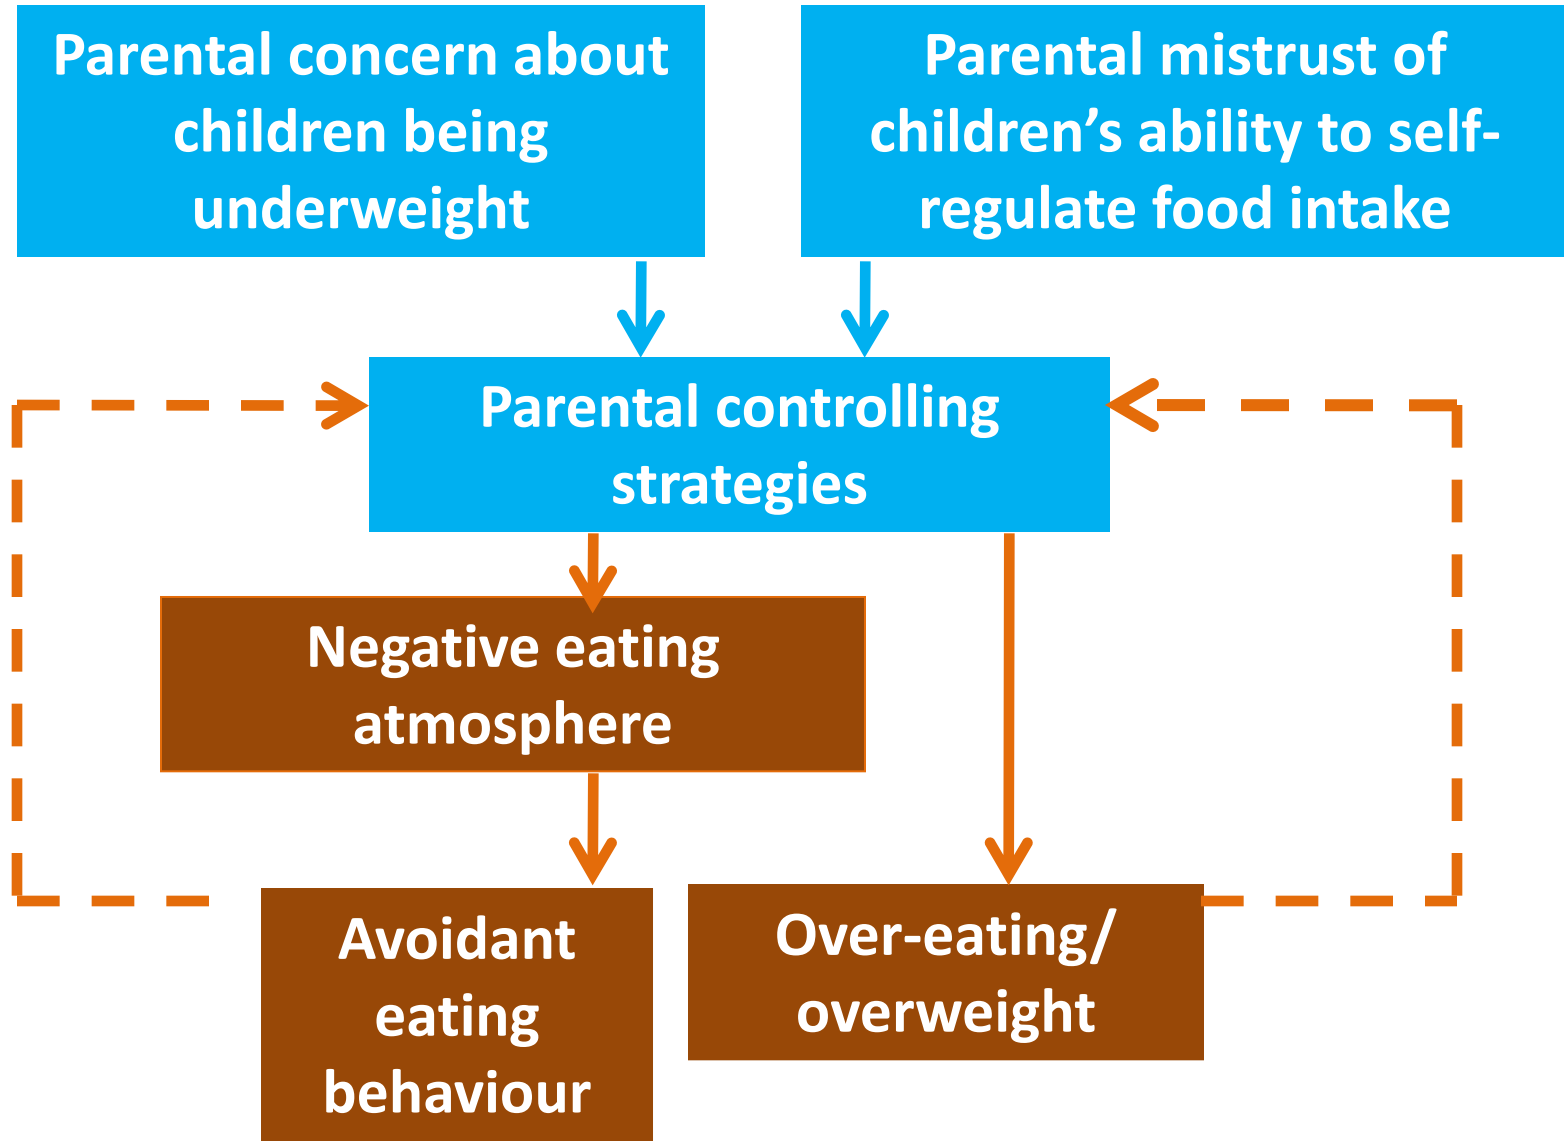 Parental concern about
children being
underweight
Parental mistrust of
children’s ability to self-
regulate food intake
Parental controlling
strategies
Negative eating
atmosphere
Avoidant
eating
behaviour
Over-eating/
overweight